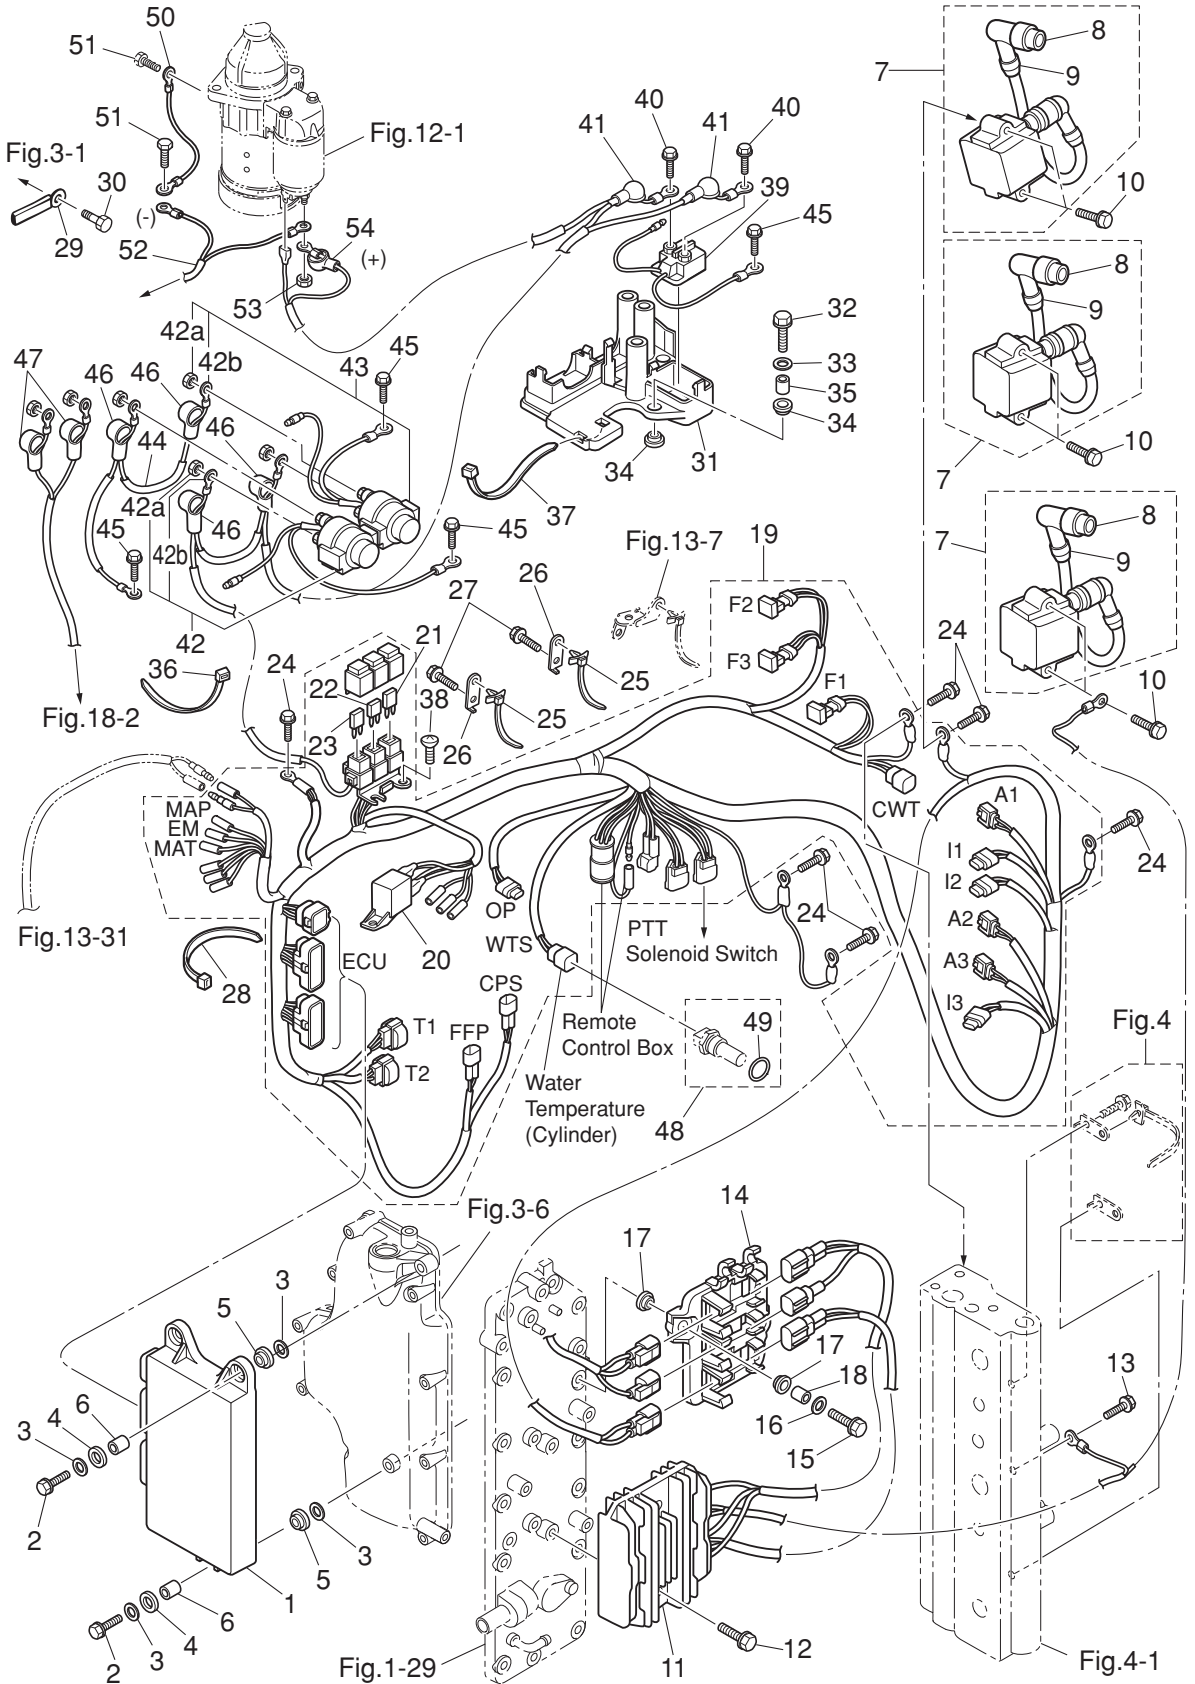 50
51
8
7
9
40
40
41
41
51
Fig.12-1
Fig.3-1
30
39
10
45
(-)
29
54
(+)
52
8
32
53
9
42a
45
33
47
42b
43
46
46
35
46
34
10
44
34
31
7
42a
37
46
8
45
45
7
42b
Fig.13-7
19
9
26
F2
27
42
21
24
36
24
F3
22
25
F1
38
10
Fig.18-2
23
25
26
MAP
CWT
A1
EM
MAT
I1
24
I2
OP
24
PTT
Solenoid Switch
A2
Fig.13-31
20
WTS
ECU
A3
28
CPS
I3
T1
FFP
Remote
Control Box
49
Fig.4
T2
Water
Temperature
(Cylinder)
48
Fig.3-6
14
17
3
5
17
13
6
18
4
16
3
15
2
3
5
1
6
4
3
12
2
Fig.1-29
11
Fig.4-1